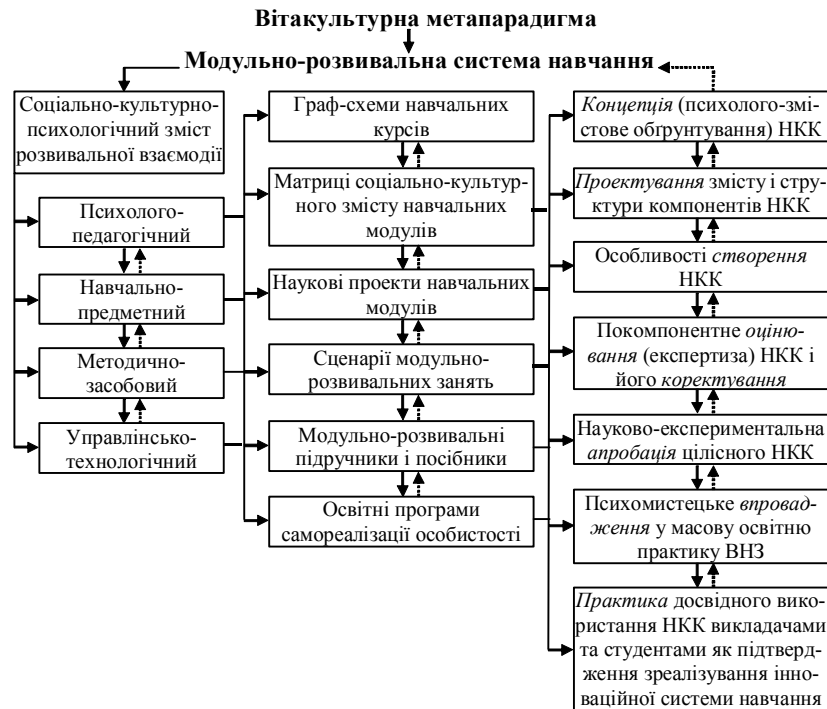 Вітакультурна метапарадигма
Модульно-розвивальна система навчання
Соціально-культурно-
психологічний зміст
розвивальної взаємодії
Психолого-
педагогічний
Навчально-
предметний
Методично-
засобовий
Управлінсько-
технологічний
Граф-схеми навчальних
курсів
Матриці соціально-культур-
ного змісту навчальних
модулів
Наукові проекти навчальних
модулів
Сценарії модульно-
розвивальних занять
Модульно-розвивальні
підручники і посібники
Освітні програми
самореалізації особистості
Концепція (психолого-змі-
стове обґрунтування) НКК
Проектування змісту і стру-
ктури компонентів НКК
Особливості створення
НКК
Покомпонентне оціню-
вання (експертиза) НКК і
його коректування
Науково-експериментальна
апробація цілісного НКК
Психомистецьке впровад-
ження у масову освітню
практику ВНЗ
Практика досвідного вико-
ристання НКК викладачами
та студентами як підтверд-
ження зреалізування інно-
ваційної системи навчання